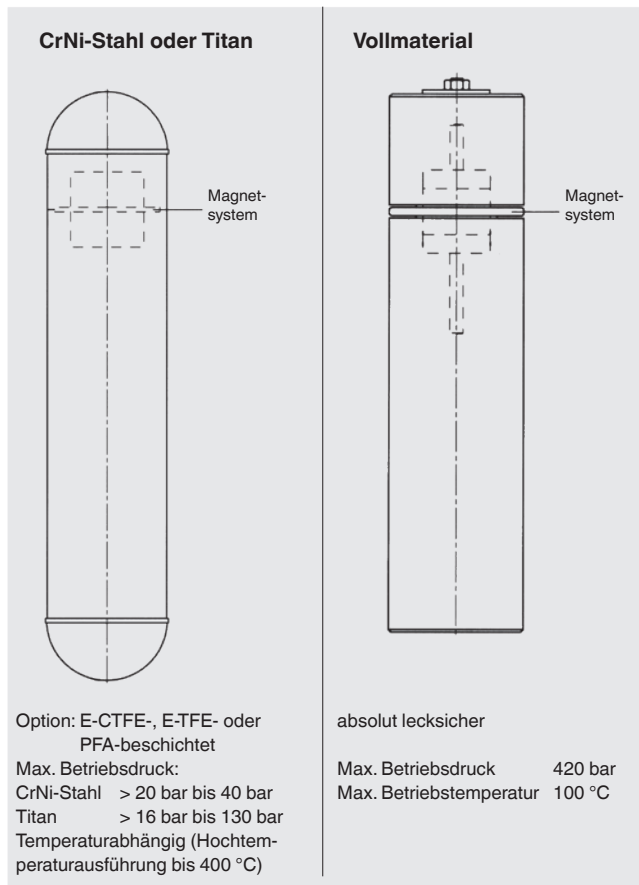 CrNi-Stahl oder Titan
Magnet-
system
Option: E-CTFE-, E-TFE- oder
PFA-beschichtet
Max. Betriebsdruck:
CrNi-Stahl > 20 bar bis 40 bar
Titan > 16 bar bis 130 bar
Temperaturabhängig (Hochtem-
peraturausführung bis 400 °C)
Vollmaterial
Magnet-
system
absolut lecksicher
Max. Betriebsdruck 420 bar
Max. Betriebstemperatur 100 °C